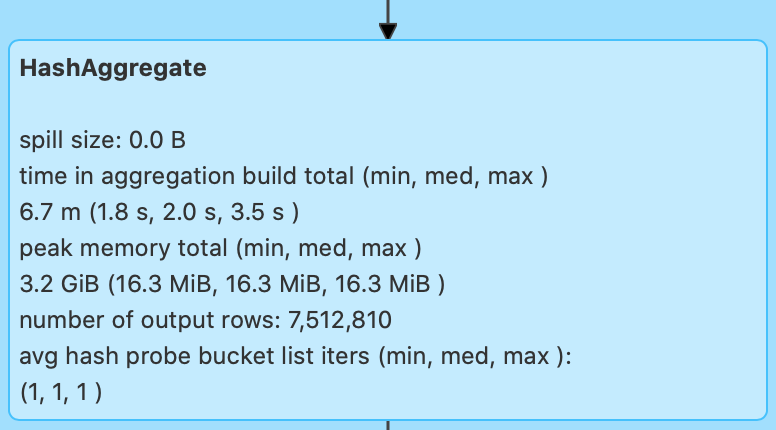 HashAggregate
spill size: 0.0 B
time in aggregation build total (min, med, max )
6.7 m (1.8 s, 2.0 s, 3.5 s )
peak memory total (min, med, max )
3.2 GiB (16.3 MiB, 16.3 MiB, 16.3 MiB )
number of output rows: 7,512,810
avg hash probe bucket list iters (min, med, max ):
(1, 1, 1 )